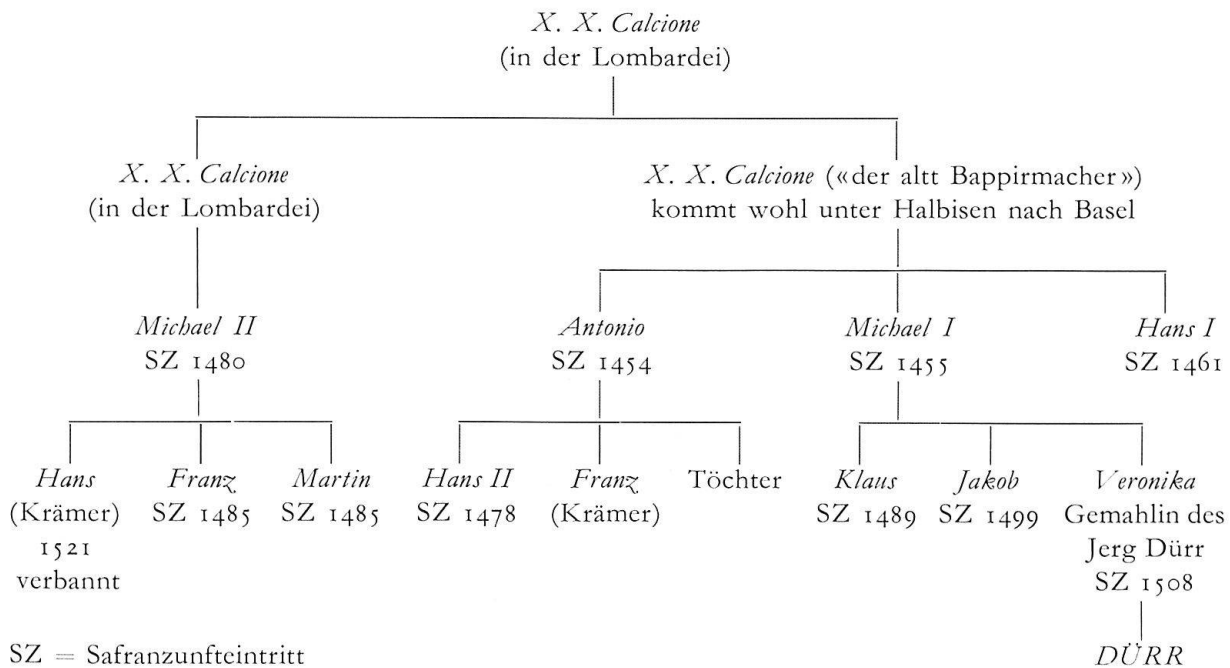 X. X. Calcione
(in der Lombardei)
X. X. Calcione
(in der Lombardei)
X. X. Calcione («der altt Bappirmacher»)
kommt wohl unter Halbisen nach Basel
Michael II
SZ 1480
Antonio
SZ 1454
Michael I
SZ 1455
Hans I
SZ 1461
Hans
(Krämer)
1521
verbannt
Franz
SZ 1485
Martin
SZ 1485
Hans II
SZ 1478
Franz
(Krämer)
Töchter
Klaus
SZ 1489
Jakob
SZ 1499
Veronika
Gemahlin des
Jerg Dürr
SZ 1508
DÜRR
SZ = Safranzunfteintritt